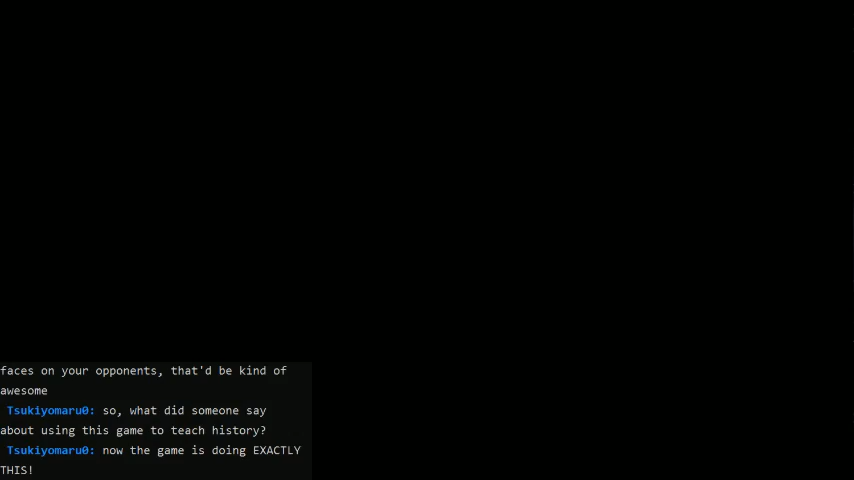 faces on your opponents, that'd be kind of
awesome
Tsukiyomaru0: so, what did someone say
about using this game to teach history?
Tsukiyomaru0: now the game is doing EXACTLY
THIS!